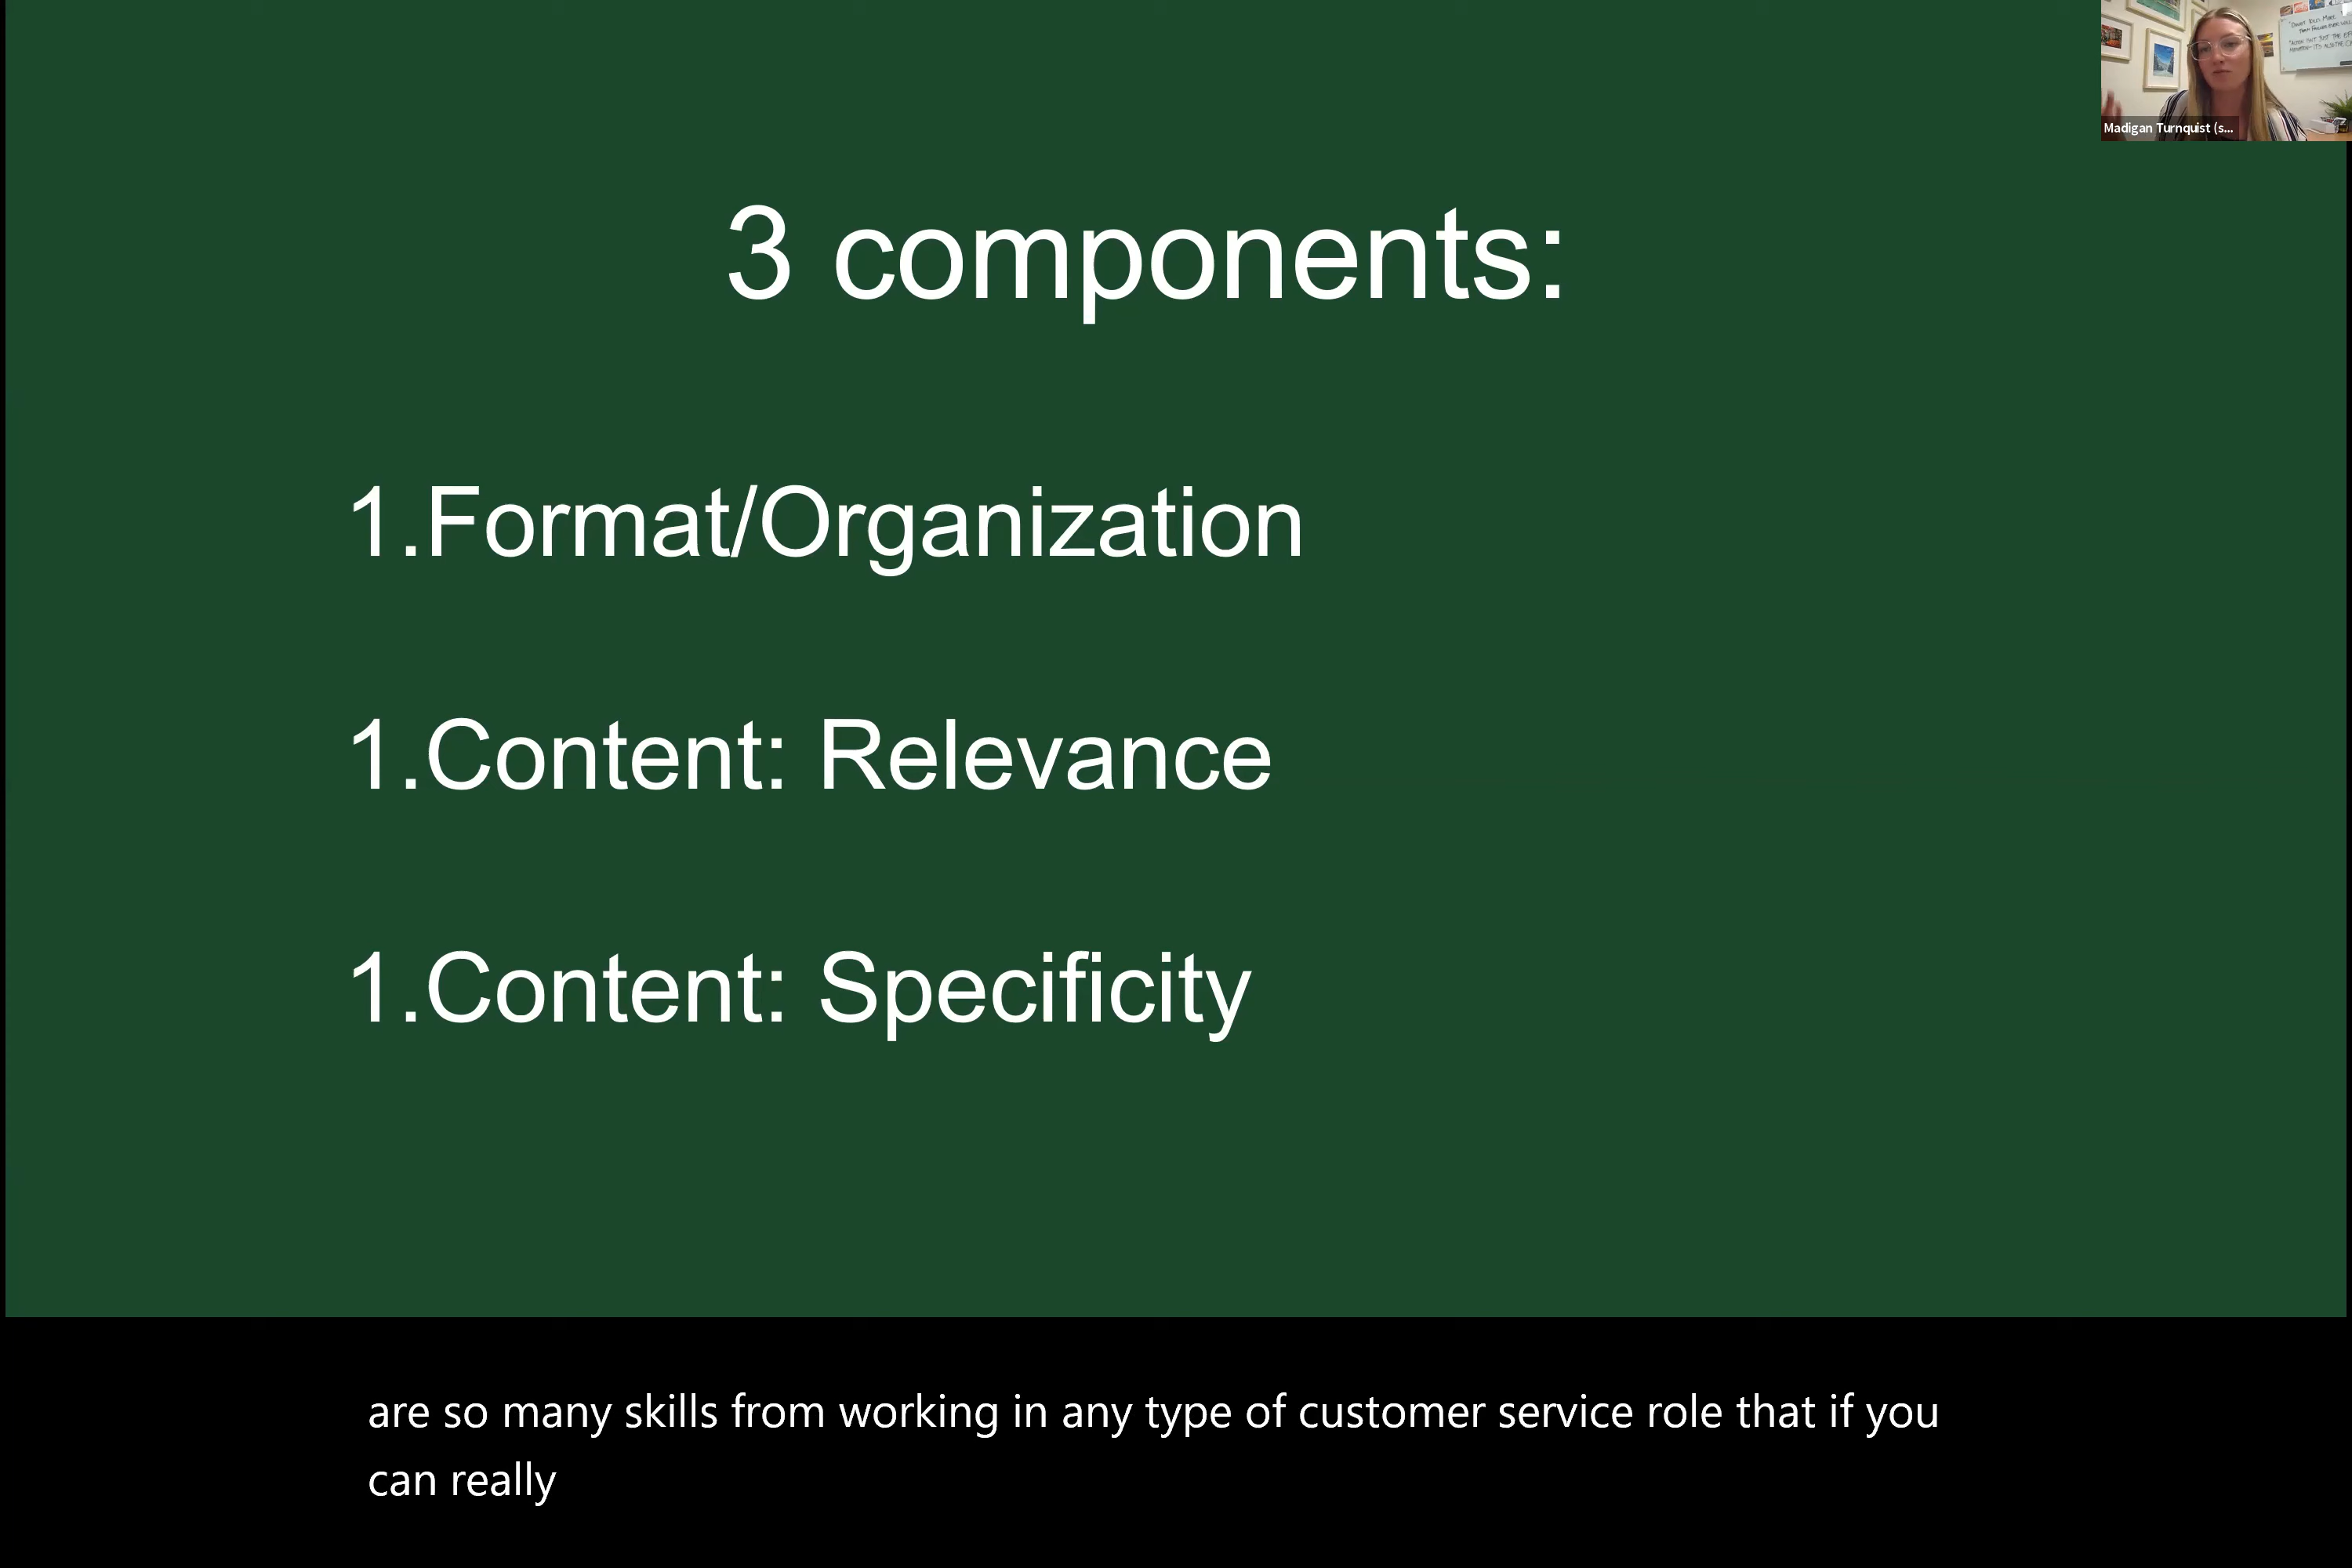 3 components:
1.Format/Organization
1.Content: Relevance
1.Content: Specificity
Madigan Turnquist (s...
are so many skills from working in any type of customer service role that if you
can really